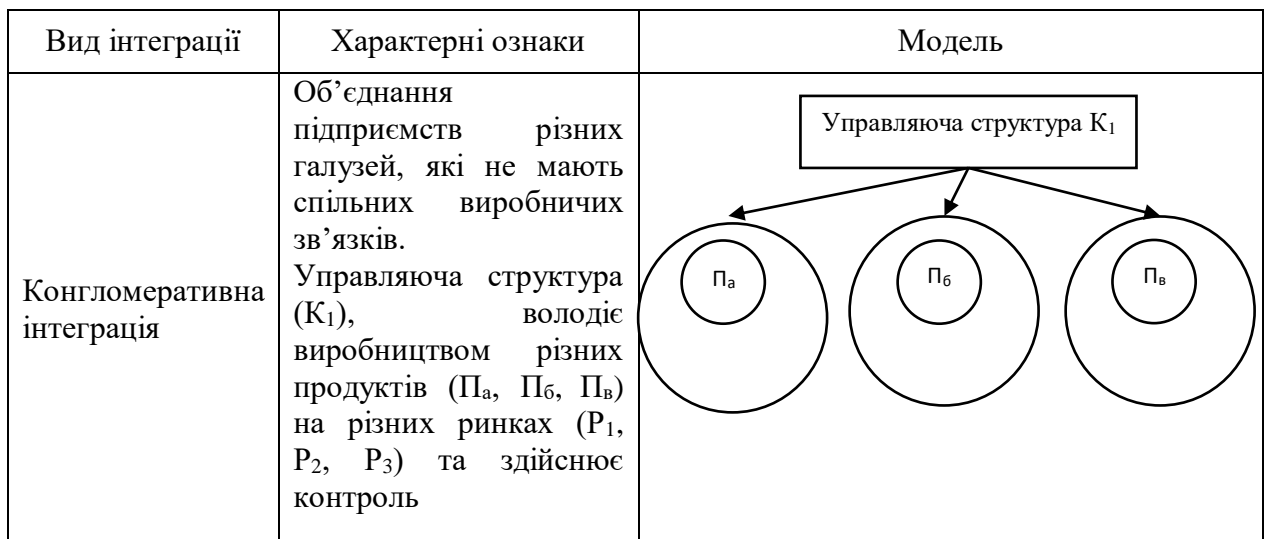 Вид інтеграції
Характерні ознаки
Модель
Конгломеративна
інтеграція
Об’єднання
підприємств різних
галузей, які не мають
спільних виробничих
зв’язків.
Управляюча структура
(К₁), володіє
виробництвом різних
продуктів (Пₐ, Пб, Пв)
на різних ринках (Р₁,
Р₂, Р₃) та здійснює
контроль
Управляюча структура К₁
Пₐ
Пб
Пв